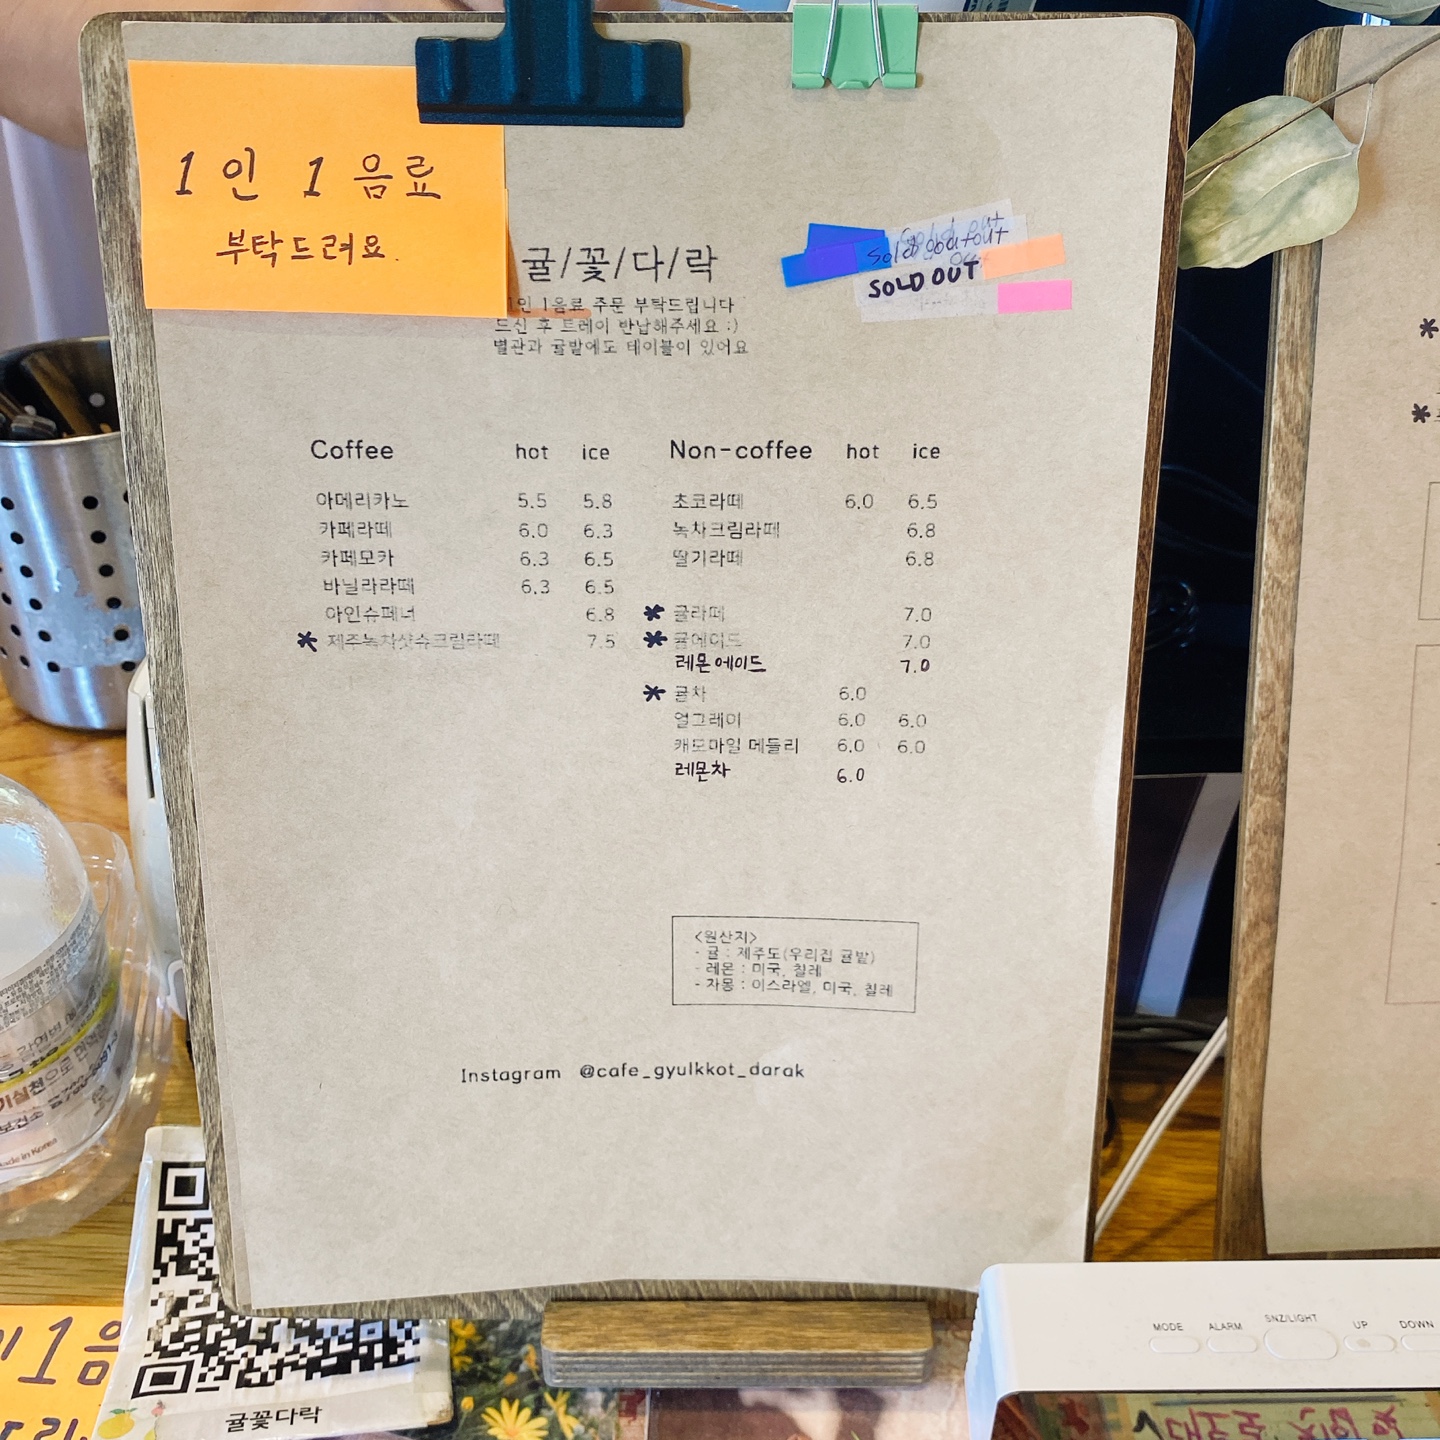 1인 1음료
부탁드려요.
귤/꽃/다/락
1인 1음료 주문 부탁드립니다
드신 후 트레이 반납해주세요 :)
별관과 귤밭에도 테이블이 있어요
Sold out
SOLD OUT
Coffee hot ice
아메리카노 5.5 5.8
카페라떼 6.0 6.3
카페모카 6.3 6.5
바닐라라떼 6.3 6.5
아인슈페너 6.8
* 제주녹차샷슈크림라떼 7.5
Non-coffee hot ice
초코라떼 6.0 6.5
녹차크림라떼 6.8
딸기라떼 6.8
* 귤라떼 7.0
* 귤에이드 7.0
레몬에이드 7.0
* 귤차 6.0
얼그레이 6.0 6.0
캐모마일 메들리 6.0 6.0
레몬차 6.0
<원산지>
- 귤 : 제주도(우리집 귤밭)
- 레몬 : 미국, 칠레
- 자몽 : 이스라엘, 미국, 칠레
Instagram @cafe_gyulkkot_darak
귤꽃다락
Made in Korea
MODE ALARM SNZ/LIGHT UP DOWN